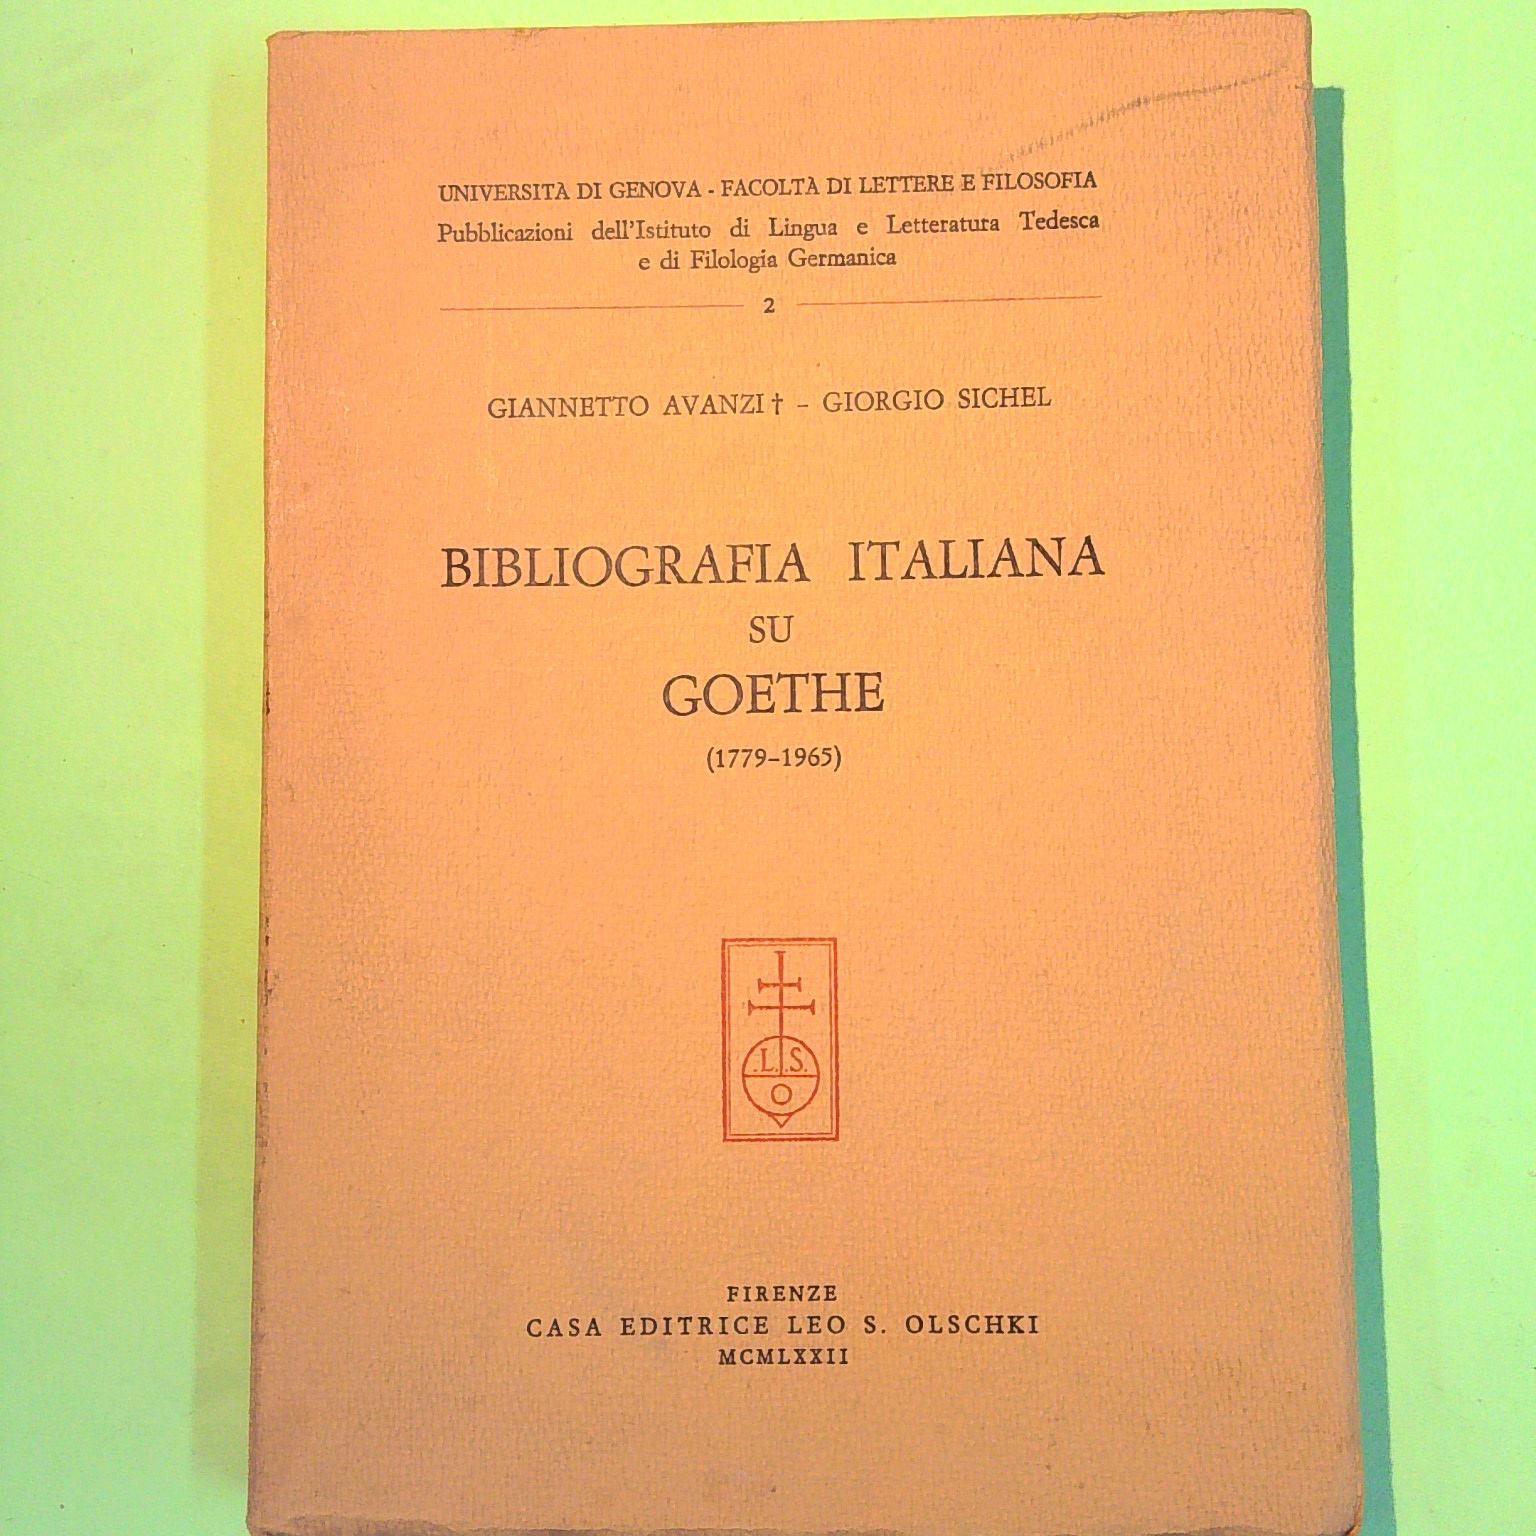 UNIVERSITÀ DI GENOVA - FACOLTÀ DI LETTERE E FILOSOFIA
Pubblicazioni dell'Istituto di Lingua e Letteratura Tedesca
e di Filologia Germanica
2
GIANNETTO AVANZI † - GIORGIO SICHEL
BIBLIOGRAFIA ITALIANA
SU
GOETHE
(1779-1965)
.L.S.
O
FIRENZE
CASA EDITRICE LEO S. OLSCHKI
MCMLXXII